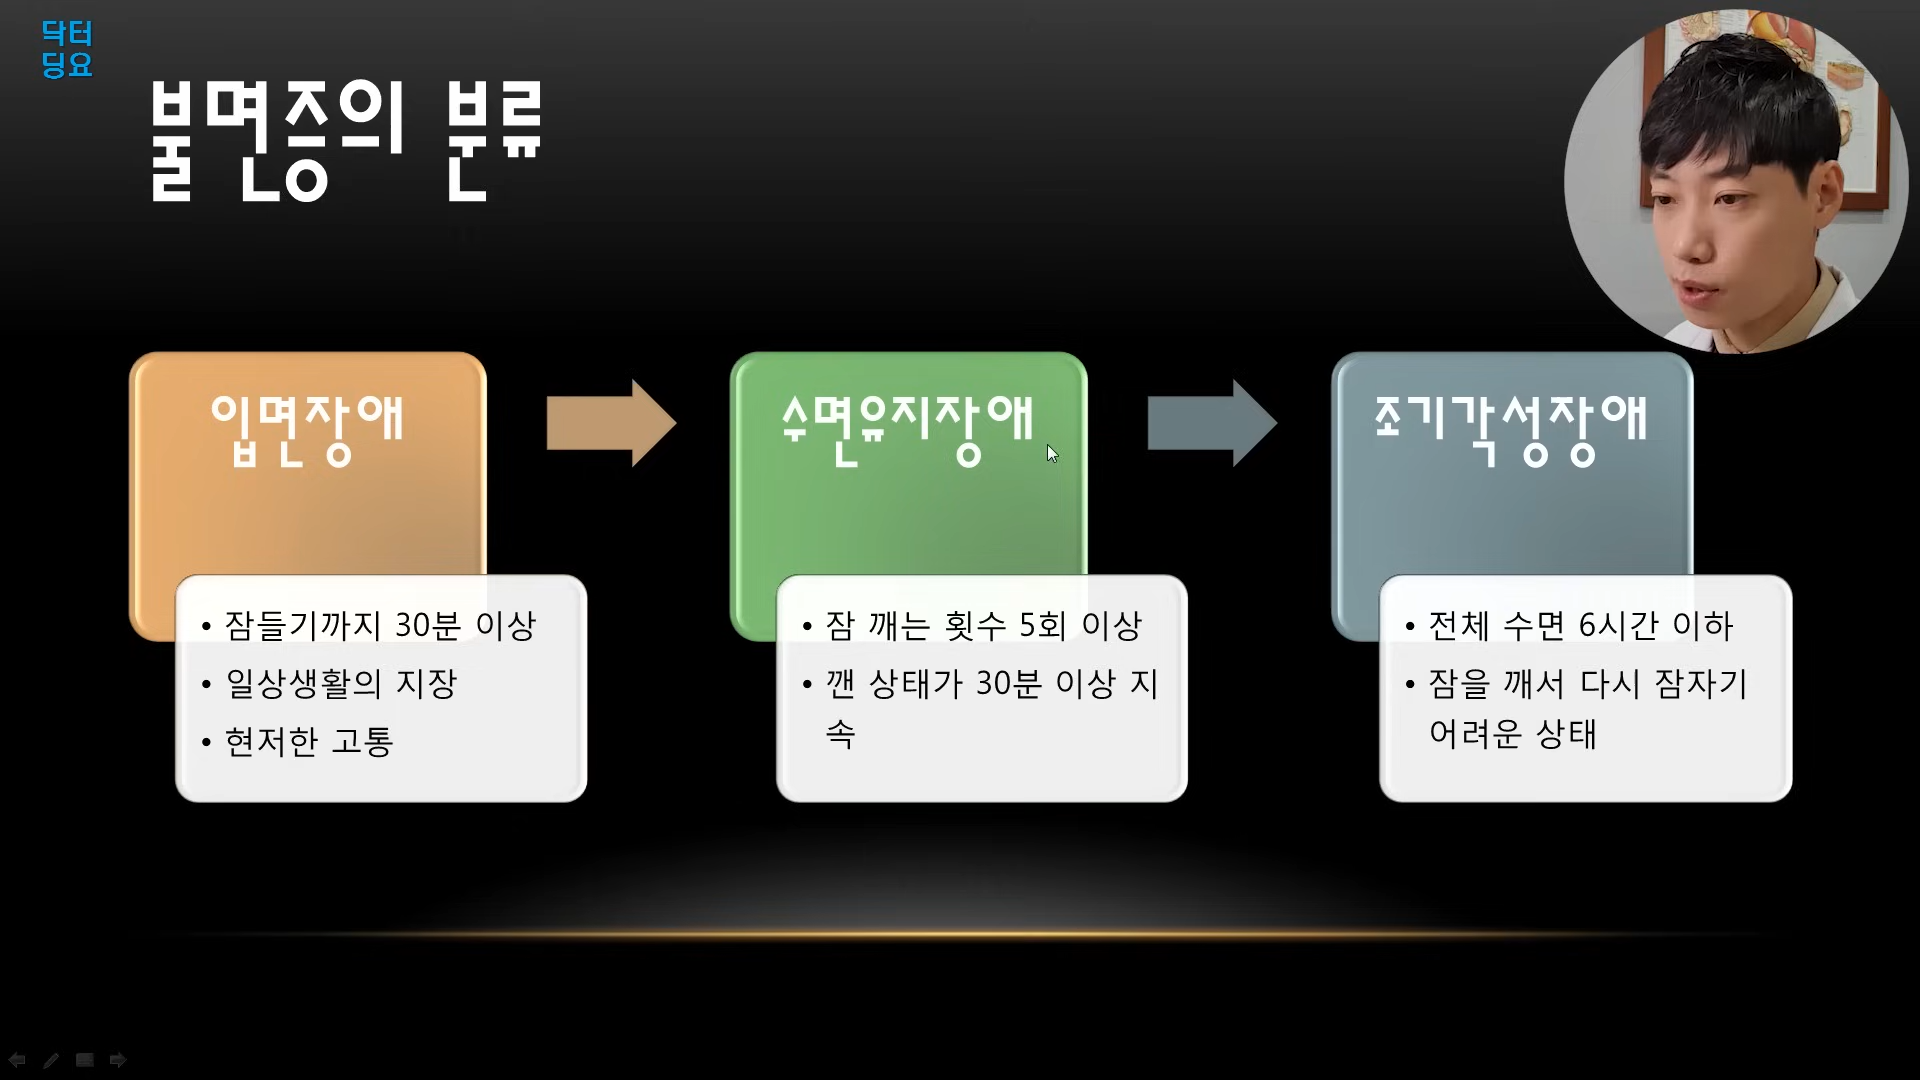 닥터
딩요
불면증의 분류
입면장애
수면유지장애
조기각성장애
• 잠들기까지 30분 이상
• 일상생활의 지장
• 현저한 고통
• 잠 깨는 횟수 5회 이상
• 깬 상태가 30분 이상 지
속
• 전체 수면 6시간 이하
• 잠을 깨서 다시 잠자기
어려운 상태